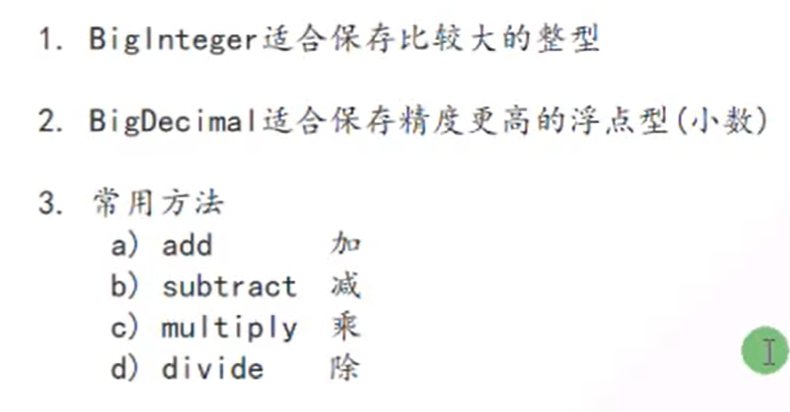 1. BigInteger适合保存比较大的整型
2. BigDecimal适合保存精度更高的浮点型(小数)
3. 常用方法
a) add 加
b) subtract 减
c) multiply 乘
d) divide 除